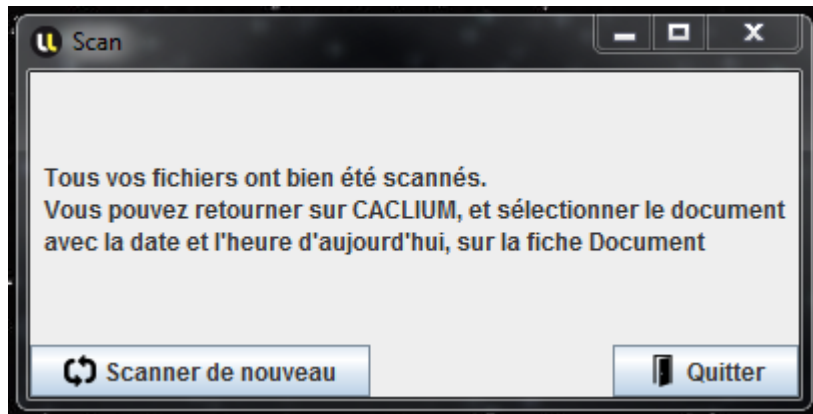 Scan
Tous vos fichiers ont bien été scannés.
Vous pouvez retourner sur CACLIUM, et sélectionner le document
avec la date et l'heure d'aujourd'hui, sur la fiche Document
Scanner de nouveau
Quitter